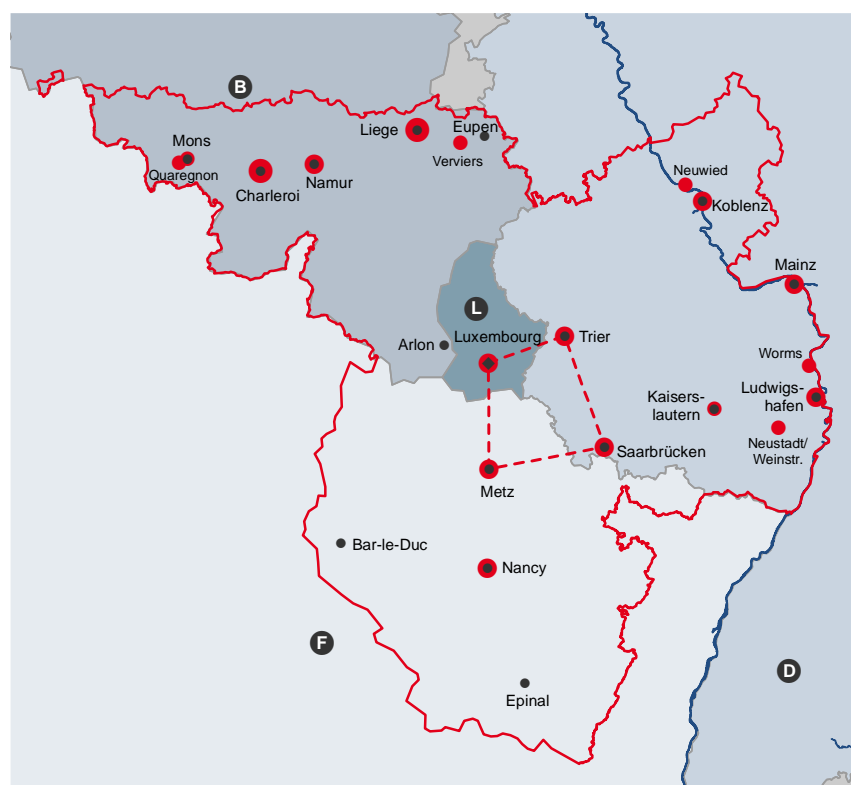 B
Liege
Eupen
Verviers
Mons
Quaregnon
Charleroi
Namur
Neuwied
Koblenz
Mainz
L
Luxembourg
Trier
Arlon
Worms
Ludwigs-
hafen
Kaisers-
lautern
Neustadt/
Weinstr.
Saarbrücken
Metz
Bar-le-Duc
Nancy
F
D
Epinal